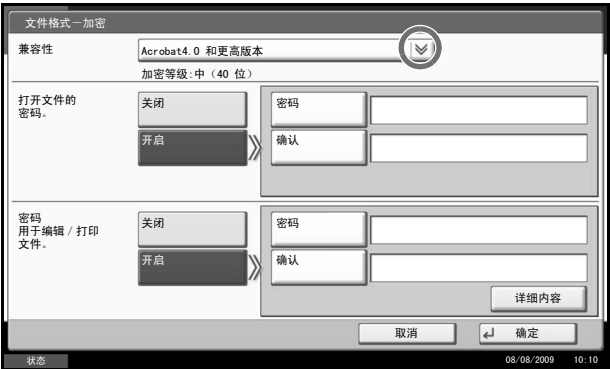 文件格式－加密
兼容性
Acrobat4.0 和更高版本
加密等级:中（40 位）
打开文件的
密码。
关闭
密码
开启
确认
密码
用于编辑 / 打印
文件。
关闭
密码
开启
确认
详细内容
取消
确定
状态
08/08/2009 10:10